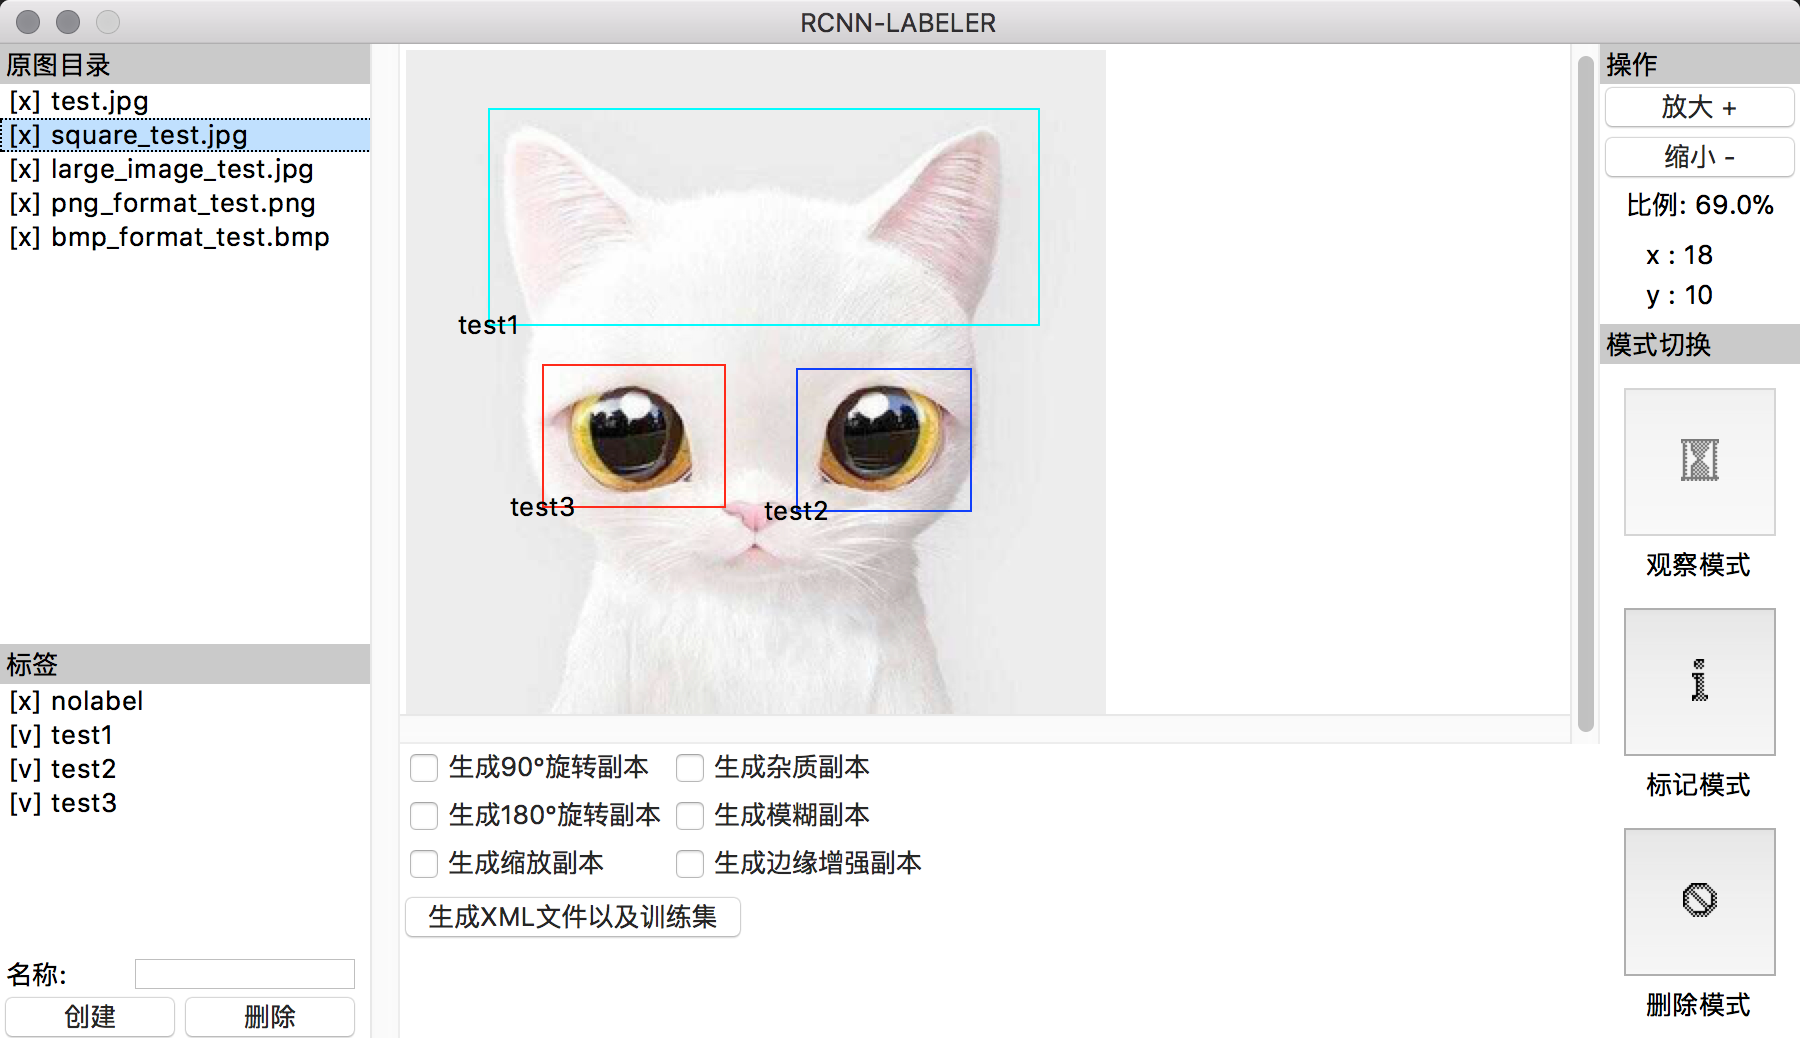 RCNN-LABELER
原图目录
[x] test.jpg
[x] square_test.jpg
[x] large_image_test.jpg
[x] png_format_test.png
[x] bmp_format_test.bmp
标签
[x] nolabel
[v] test1
[v] test2
[v] test3
名称:
创建
删除
test1
test3
test2
生成90°旋转副本
生成杂质副本
生成180°旋转副本
生成模糊副本
生成缩放副本
生成边缘增强副本
生成XML文件以及训练集
操作
放大 +
缩小 -
比例: 69.0%
x : 18
y : 10
模式切换
观察模式
标记模式
删除模式